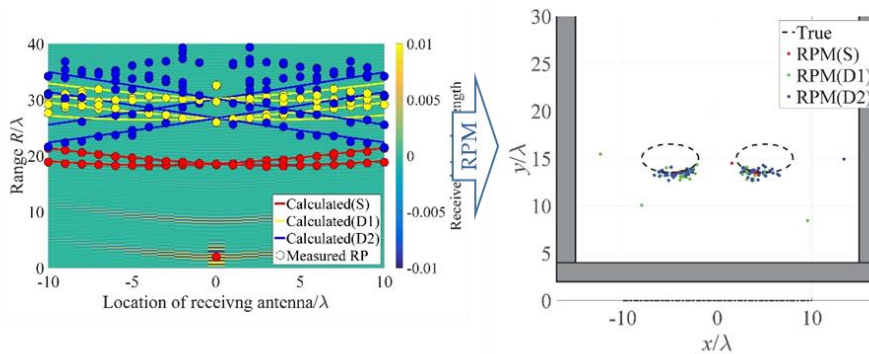 40
30
20
10
0
Range R/λ
-10
-5
0
5
10
Location of receivng antenna/λ
Calculated(S)
Calculated(D1)
Calculated(D2)
Measured RP
0.01
0.005
0
-0.005
-0.01
RPM
30
25
20
15
10
5
0
y/λ
-10
0
10
x/λ
True
RPM(S)
RPM(D1)
RPM(D2)